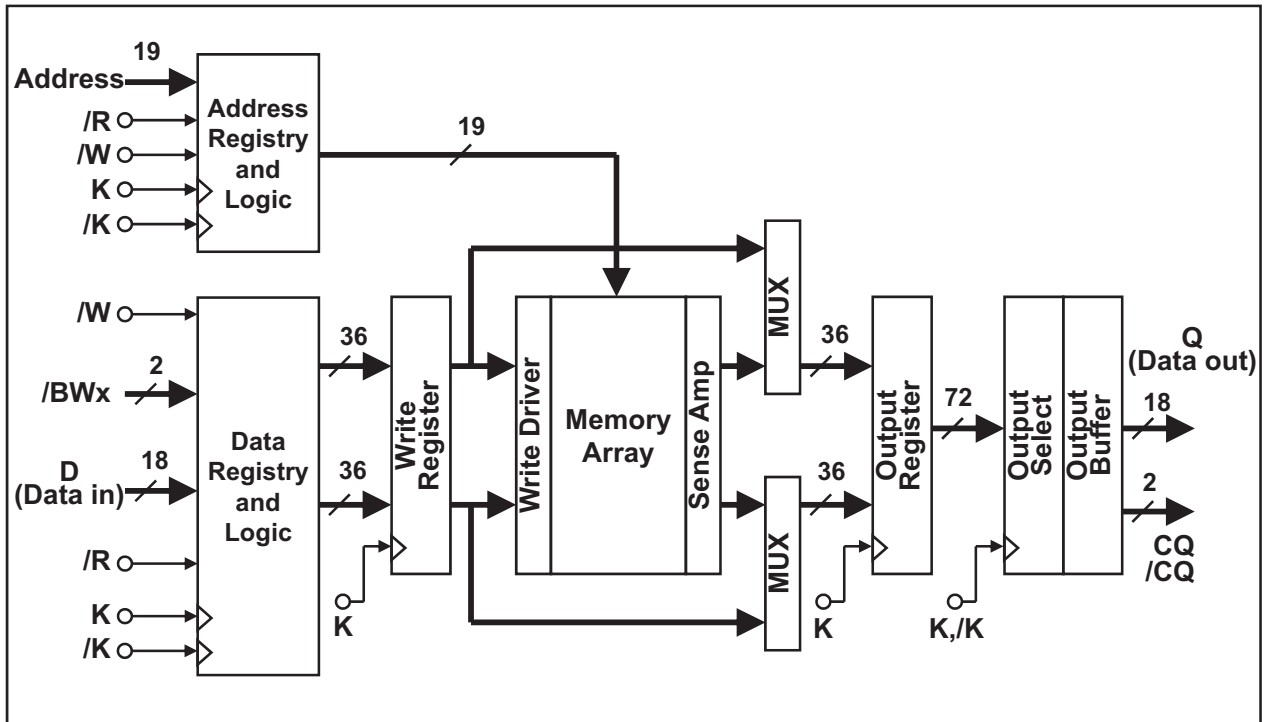 19
Address
/R
/W
K
/K
Address
Registry
and
Logic
19
/W
2
/BWx
D
(Data in)
18
/R
K
/K
Data
Registry
and
Logic
36
36
Write
Register
K
Write Driver
Memory
Array
Sense Amp
MUX
MUX
36
36
Output
Register
K
72
Output
Select
K,/K
Output
Buffer
Q
(Data out)
18
2
CQ
/CQ